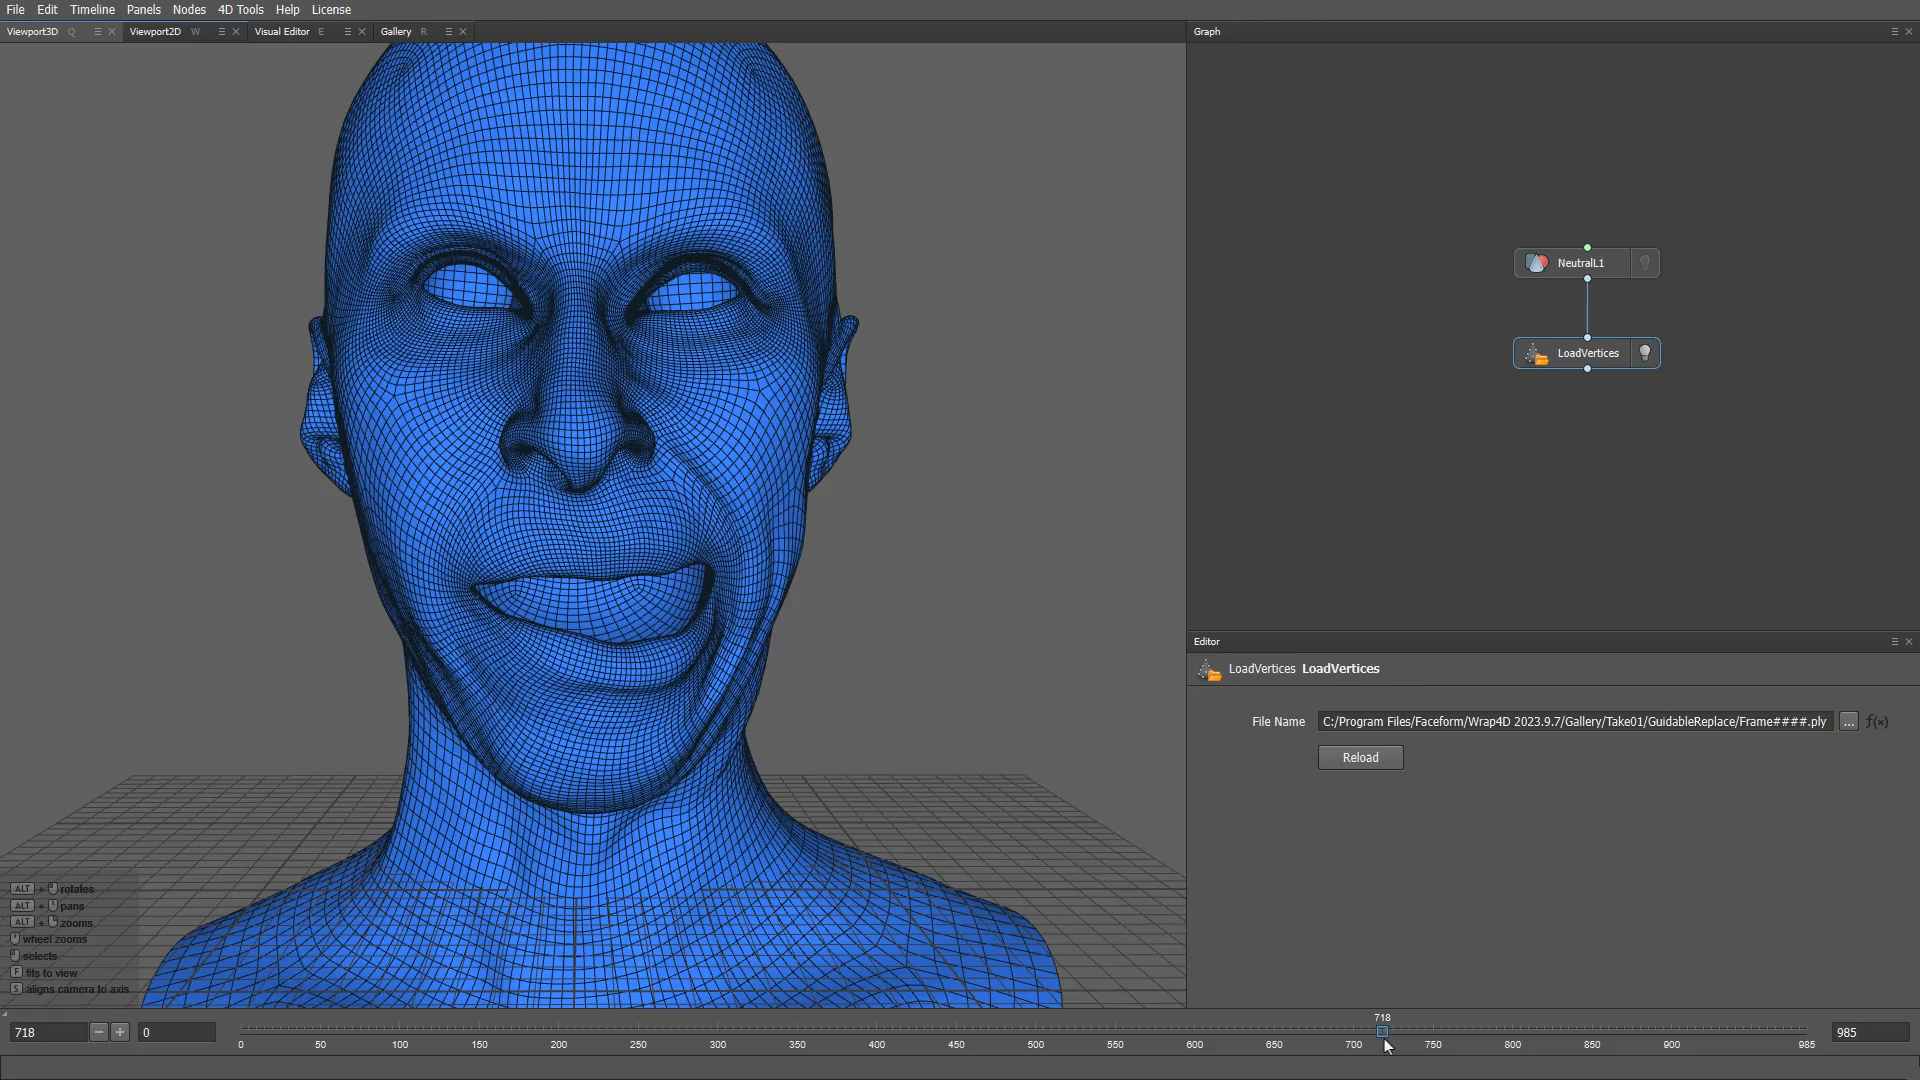 File Edit Timeline Panels Nodes 4D Tools Help License
Viewport3D Q Viewport2D W Visual Editor E Gallery R Graph
NeutralL1
LoadVertices
Editor
LoadVertices LoadVertices
File Name C:/Program Files/Faceform/Wrap4D 2023.9.7/Gallery/Take01/GuidableReplace/Frame####.ply ... f(x)
Reload
ALT + rotates
ALT + pans
ALT + zooms
wheel zooms
selects
F fits to view
S aligns camera to axis
718
718 − + 0 985
0 50 100 150 200 250 300 350 400 450 500 550 600 650 700 750 800 850 900 985